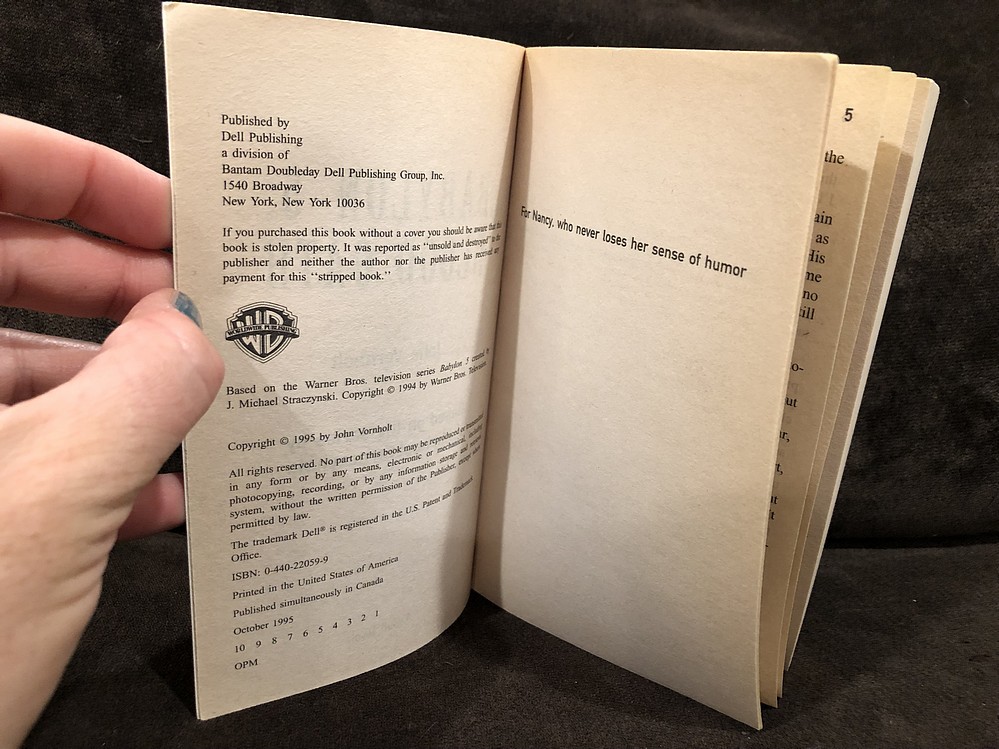 Published by
Dell Publishing
a division of
Bantam Doubleday Dell Publishing Group, Inc.
1540 Broadway
New York, New York 10036
If you purchased this book without a cover you should be aware that this
book is stolen property. It was reported as "unsold and destroyed" to the
publisher and neither the author nor the publisher has received any
payment for this "stripped book."
WB
WORLDWIDE PUBLISHING
Based on the Warner Bros. television series Babylon 5 created by
J. Michael Straczynski. Copyright © 1994 by Warner Bros. Television.
Copyright © 1995 by John Vornholt
All rights reserved. No part of this book may be reproduced or transmitted
in any form or by any means, electronic or mechanical, including
photocopying, recording, or by any information storage and retrieval
system, without the written permission of the Publisher, except where
permitted by law.
The trademark Dell® is registered in the U.S. Patent and Trademark
Office.
ISBN: 0-440-22059-9
Printed in the United States of America
Published simultaneously in Canada
October 1995
10 9 8 7 6 5 4 3 2 1
OPM
For Nancy, who never loses her sense of humor
5
the
as
no